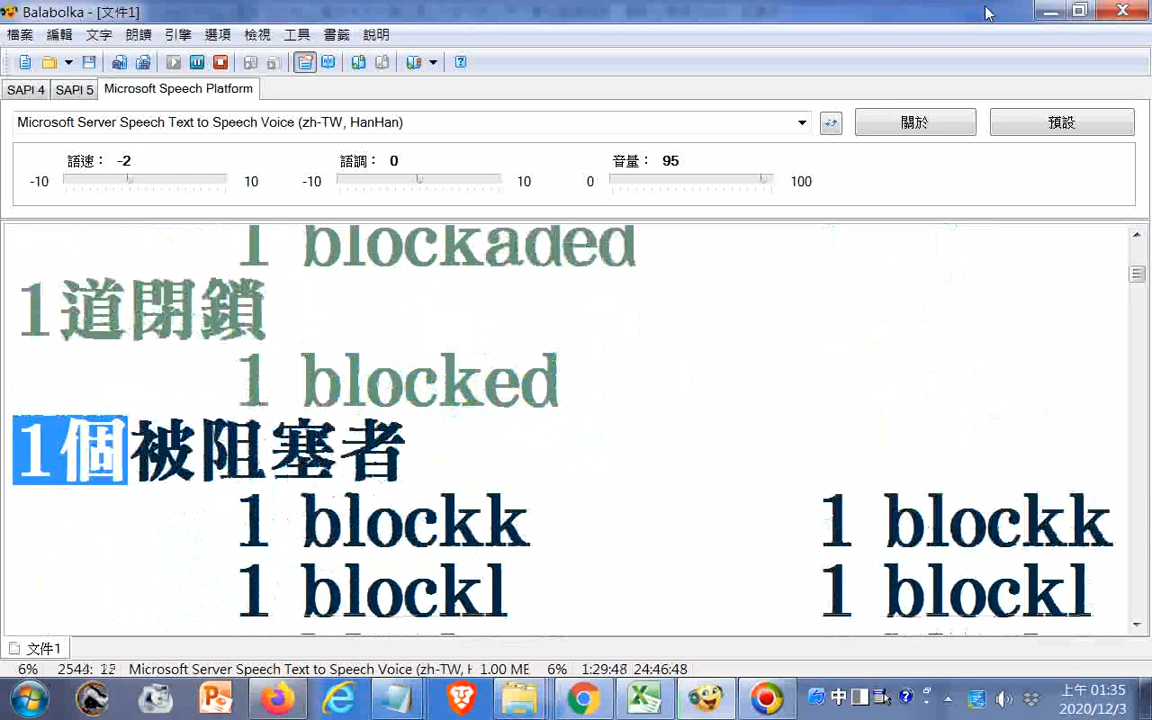 Balabolka - [文件1]
檔案 編輯 文字 朗讀 引擎 選項 檢視 工具 書籤 說明
SAPI 4 SAPI 5 Microsoft Speech Platform
Microsoft Server Speech Text to Speech Voice (zh-TW, HanHan) 關於 預設
語速： -2 語調： 0 音量： 95
-10 10 -10 10 0 100
1 blockaded
1道閉鎖
1 blocked
1個被阻塞者
1 blockk 1 blockk
1 blockl 1 blockl
文件1
6% 2544: 12 Microsoft Server Speech Text to Speech Voice (zh-TW, 1.00 ME 6% 1:29:48 24:46:48
中 上午 01:35
2020/12/3